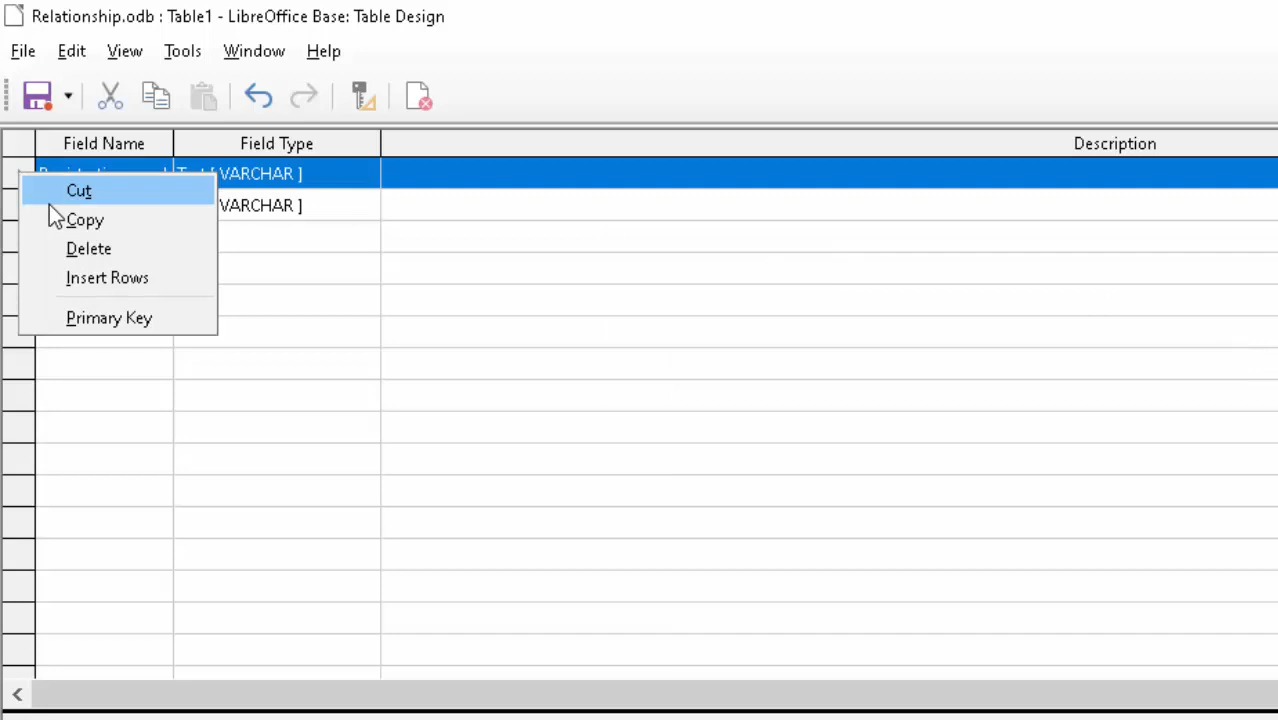 Relationship.odb : Table1 - LibreOffice Base: Table Design
File Edit View Tools Window Help
Field Name Field Type Description
VARCHAR ]
Cut
VARCHAR ]
Copy
Delete
Insert Rows
Primary Key